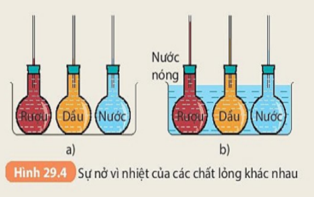 Nước
nóng
Rượu Dầu Nước Rượu Dầu Nước
a) b)
Hình 29.4 Sự nở vì nhiệt của các chất lỏng khác nhau